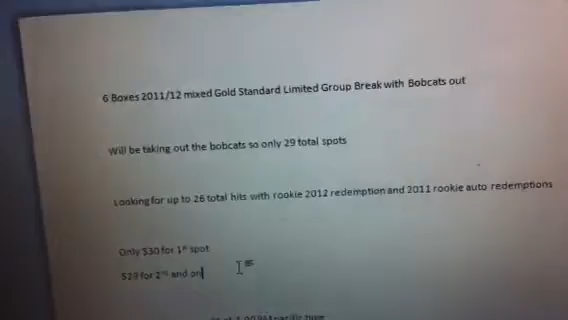 6 Boxes 2011/12 mixed Gold Standard Limited Group Break with Bobcats out
Will be taking out the bobcats so only 29 total spots
Looking for up to 26 total hits with rookie 2012 redemption and 2011 rookie auto redemptions
Only $30 for 1st spot
$29 for 2nd and on